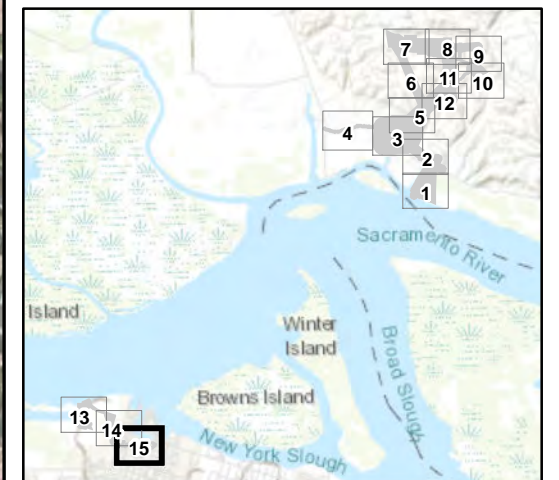 7 8 9
6 11 10
12
5
4 3
2
1
Sacramento River
Island
Winter
Island
Broad Slough
Browns Island
13
14
15
New York Slough